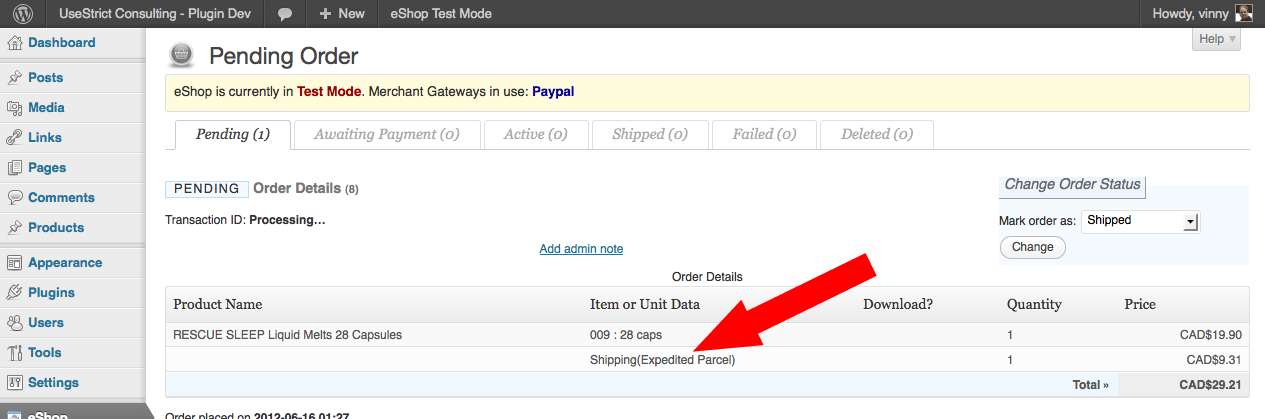 UseStrict Consulting - Plugin Dev + New eShop Test Mode Howdy, vinny
Help ▼
Dashboard
Posts
Media
Links
Pages
Comments
Products
Appearance
Plugins
Users
Tools
Settings
eShop
Pending Order
eShop is currently in Test Mode. Merchant Gateways in use: Paypal
Pending (1) Awaiting Payment (0) Active (0) Shipped (0) Failed (0) Deleted (0)
PENDING Order Details (8)
Transaction ID: Processing...
Add admin note
Change Order Status
Mark order as: Shipped
Change
Order Details
Product Name Item or Unit Data Download? Quantity Price
RESCUE SLEEP Liquid Melts 28 Capsules 009 : 28 caps 1 CAD$19.90
Shipping(Expedited Parcel) 1 CAD$9.31
Total » CAD$29.21
Order placed on 2012-06-16 01:27